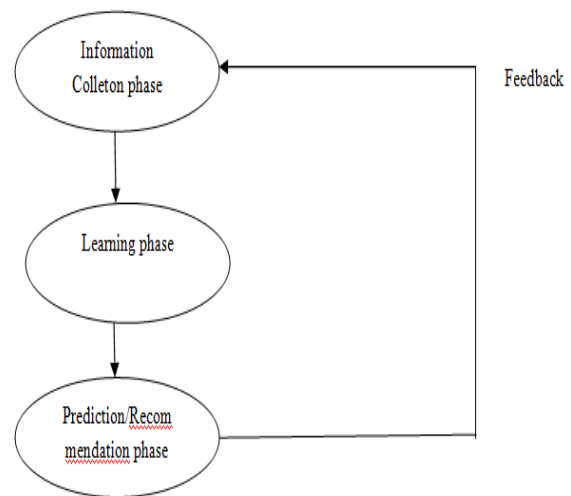 Information
Colleton phase
Feedback
Learning phase
Prediction/Recom
mendation phase